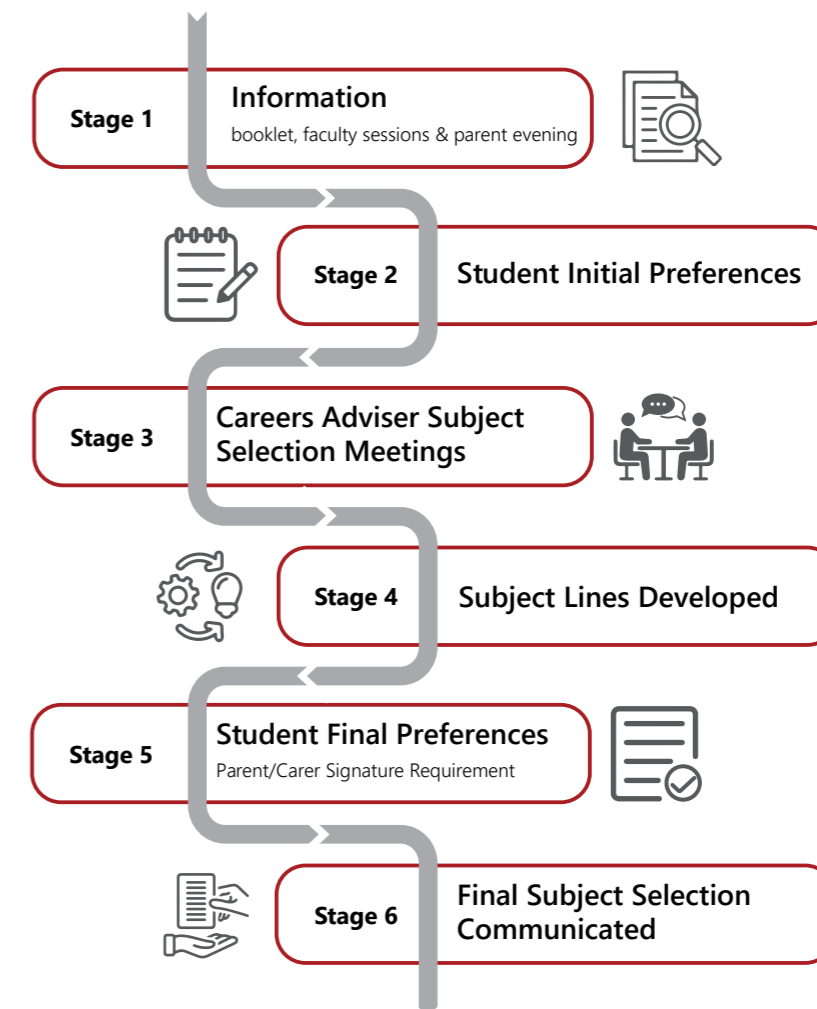 Stage 1
Information
booklet, faculty sessions & parent evening
Stage 2
Student Initial Preferences
Stage 3
Careers Adviser Subject
Selection Meetings
Stage 4
Subject Lines Developed
Stage 5
Student Final Preferences
Parent/Carer Signature Requirement
Stage 6
Final Subject Selection
Communicated